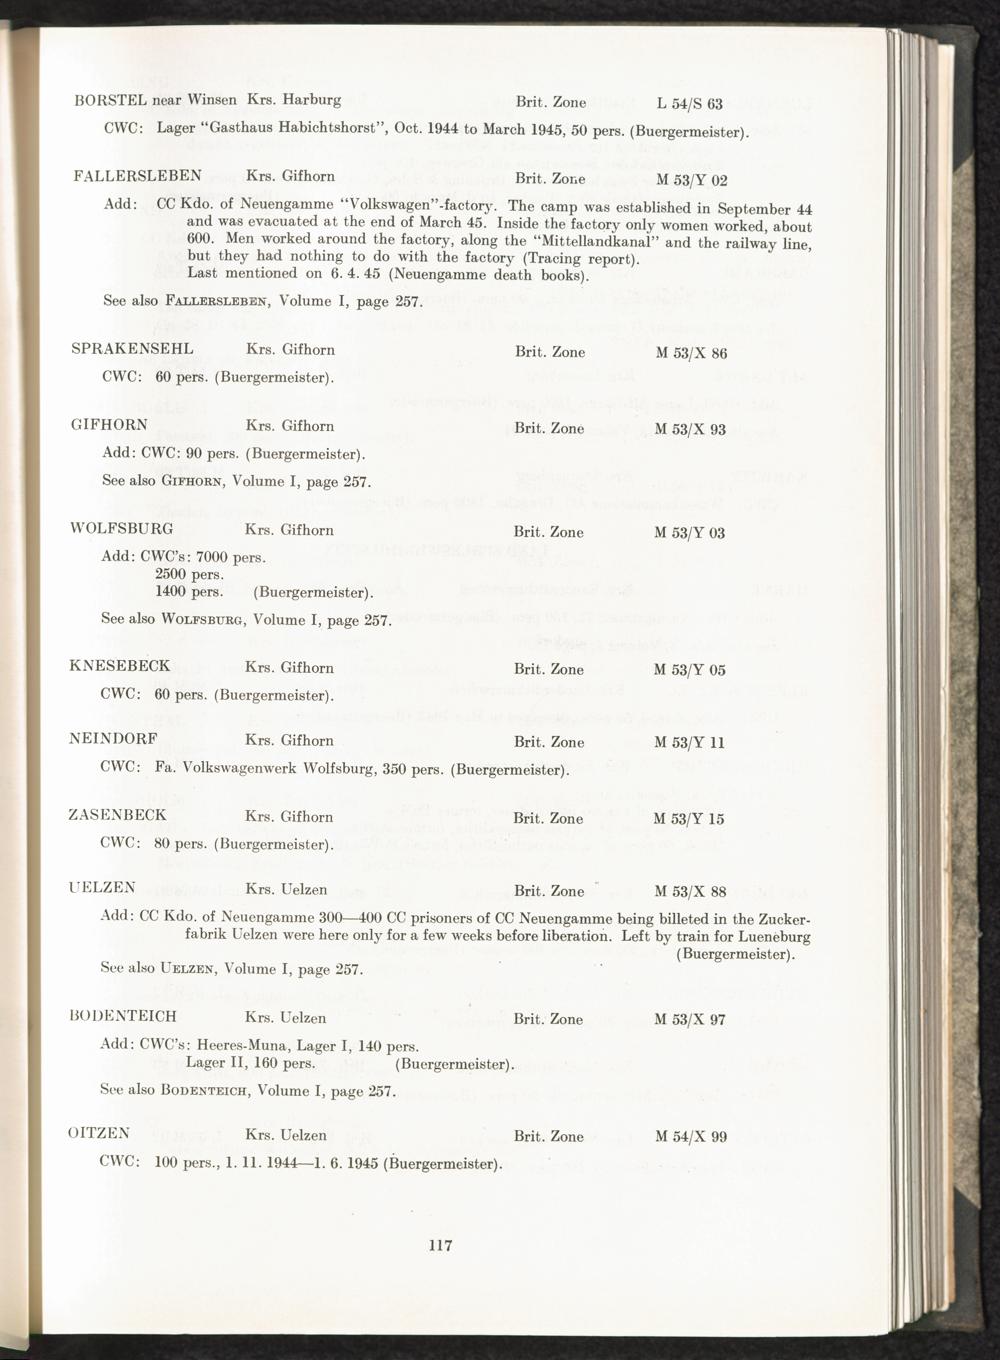 BORSTEL near Winsen Krs. Harburg Brit. Zone L 54/S 63
CWC: Lager "Gasthaus Habichtshorst", Oct. 1944 to March 1945, 50 pers. (Buergermeister).
FALLERSLEBEN Krs. Gifhorn Brit. Zone M 53/Y 02
Add: CC Kdo. of Neuengamme "Volkswagen"-factory. The camp was established in September 44
and was evacuated at the end of March 45. Inside the factory only women worked, about
600. Men worked around the factory, along the "Mittellandkanal" and the railway line,
but they had nothing to do with the factory (Tracing report).
Last mentioned on 6. 4. 45 (Neuengamme death books).
See also FALLERSLEBEN, Volume I, page 257.
SPRAKENSEHL Krs. Gifhorn Brit. Zone M 53/X 86
CWC: 60 pers. (Buergermeister).
GIFHORN Krs. Gifhorn Brit. Zone M 53/X 93
Add: CWC: 90 pers. (Buergermeister).
See also GIFHORN, Volume I, page 257.
WOLFSBURG Krs. Gifhorn Brit. Zone M 53/Y 03
Add: CWC's: 7000 pers.
2500 pers.
1400 pers. (Buergermeister).
See also WOLFSBURG, Volume I, page 257.
KNESEBECK Krs. Gifhorn Brit. Zone M 53/Y 05
CWC: 60 pers. (Buergermeister).
NEINDORF Krs. Gifhorn Brit. Zone M 53/Y 11
CWC: Fa. Volkswagenwerk Wolfsburg, 350 pers. (Buergermeister).
ZASENBECK Krs. Gifhorn Brit. Zone M 53/Y 15
CWC: 80 pers. (Buergermeister).
UELZEN Krs. Uelzen Brit. Zone M 53/X 88
Add: CC Kdo. of Neuengamme 300—400 CC prisoners of CC Neuengamme being billeted in the Zucker-
fabrik Uelzen were here only for a few weeks before liberation. Left by train for Lueneburg
(Buergermeister).
See also UELZEN, Volume I, page 257.
BODENTEICH Krs. Uelzen Brit. Zone M 53/X 97
Add: CWC's: Heeres-Muna, Lager I, 140 pers.
Lager II, 160 pers. (Buergermeister).
See also BODENTEICH, Volume I, page 257.
OITZEN Krs. Uelzen Brit. Zone M 54/X 99
CWC: 100 pers., 1. 11. 1944—1. 6. 1945 (Buergermeister).
117